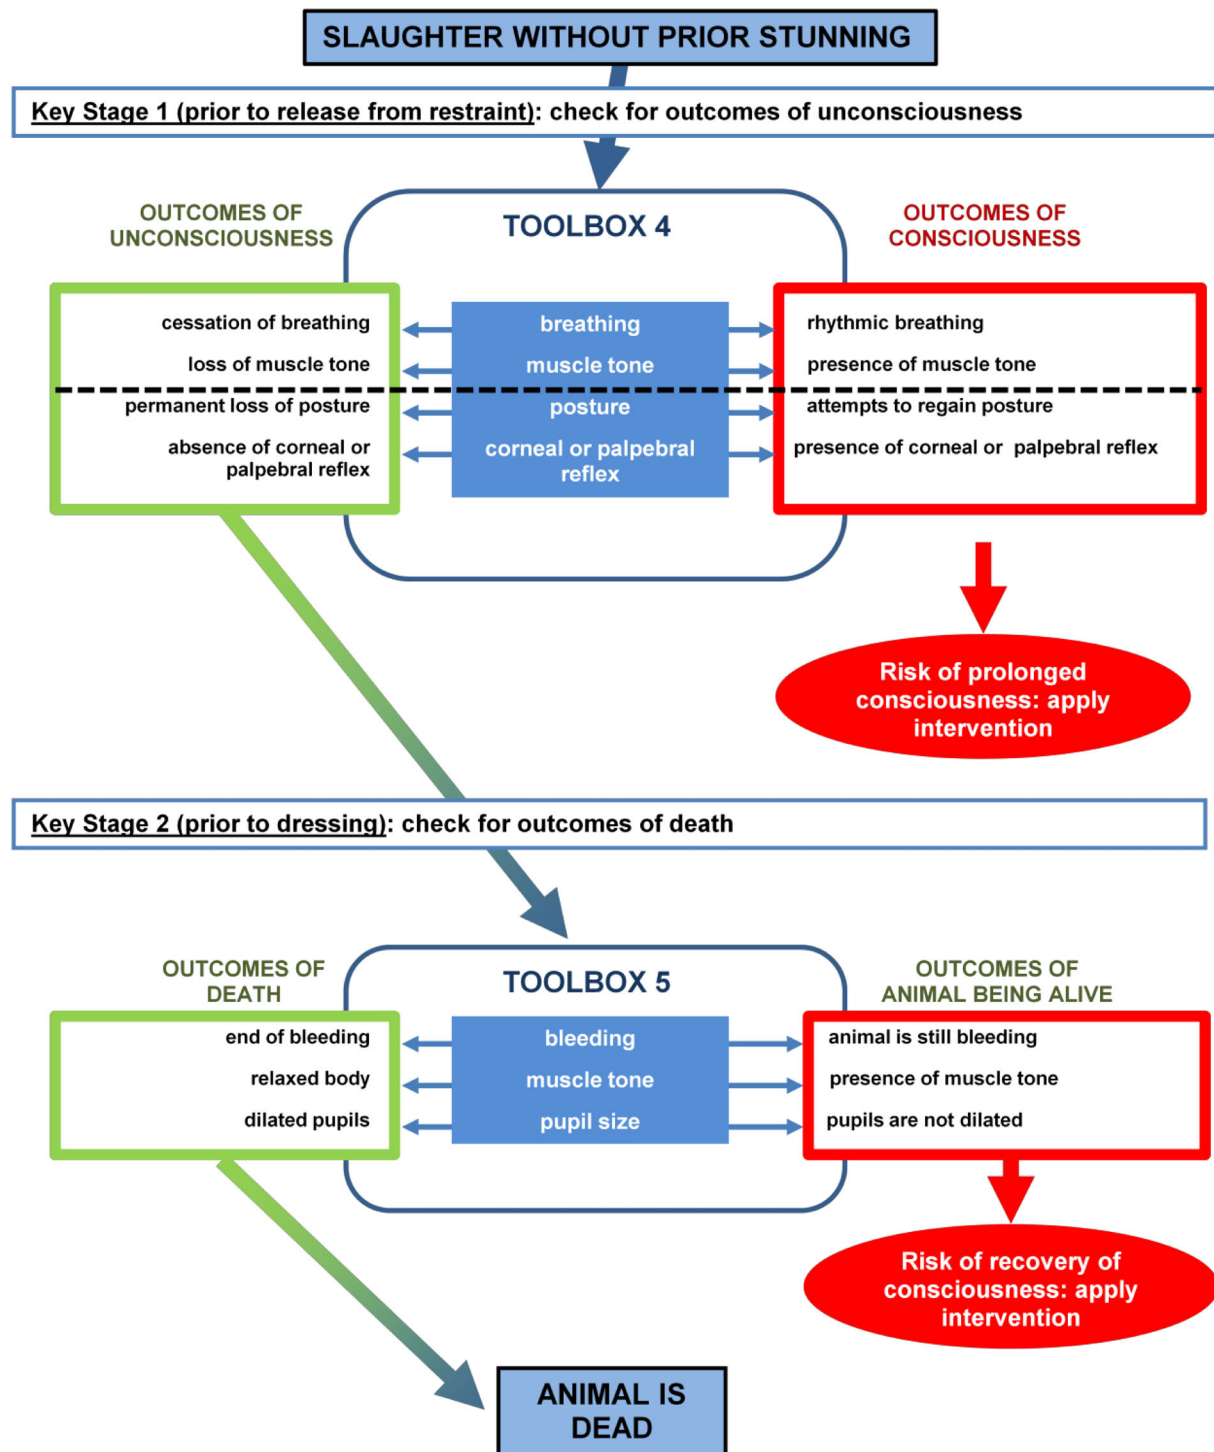 SLAUGHTER WITHOUT PRIOR STUNNING
Key Stage 1 (prior to release from restraint): check for outcomes of unconsciousness
OUTCOMES OF
UNCONSCIOUSNESS
TOOLBOX 4
OUTCOMES OF
CONSCIOUSNESS
cessation of breathing
breathing
rhythmic breathing
loss of muscle tone
muscle tone
presence of muscle tone
permanent loss of posture
posture
attempts to regain posture
absence of corneal or
palpebral reflex
corneal or palpebral
reflex
presence of corneal or palpebral reflex
Risk of prolonged
consciousness: apply
intervention
Key Stage 2 (prior to dressing): check for outcomes of death
OUTCOMES OF
DEATH
TOOLBOX 5
OUTCOMES OF
ANIMAL BEING ALIVE
end of bleeding
bleeding
animal is still bleeding
relaxed body
muscle tone
presence of muscle tone
dilated pupils
pupil size
pupils are not dilated
Risk of recovery of
consciousness: apply
intervention
ANIMAL IS
DEAD